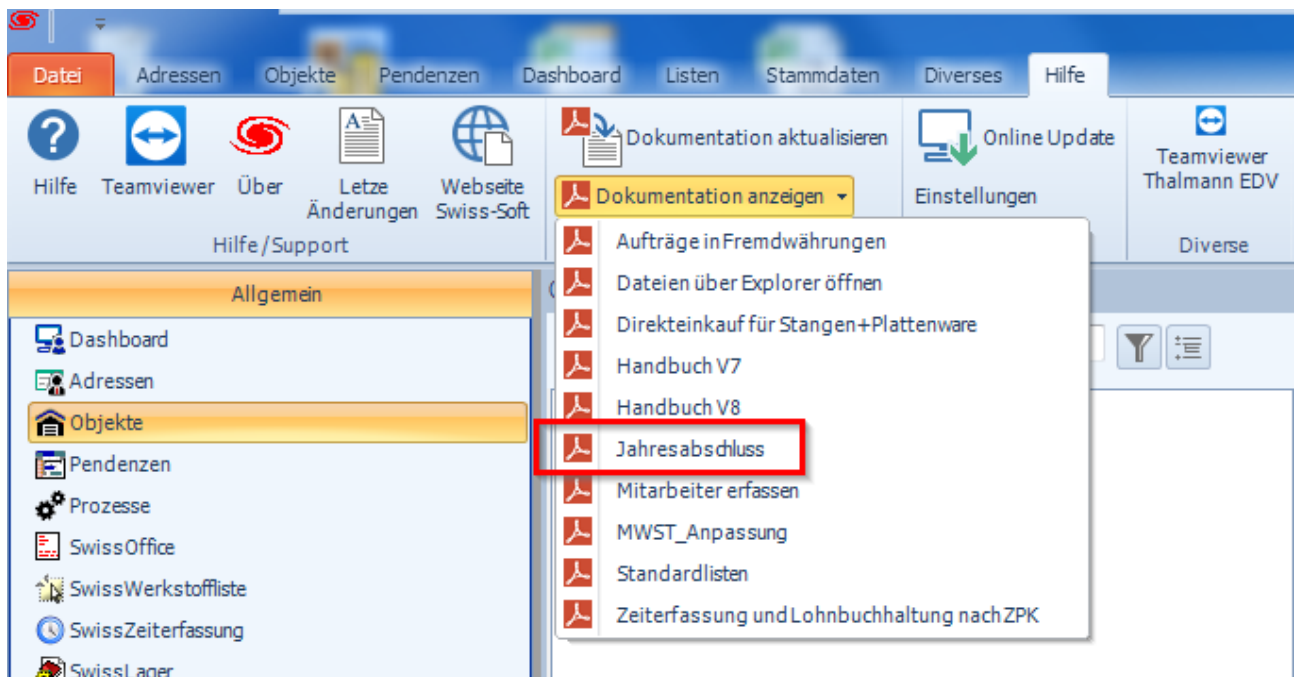 Datei Adressen Objekte Pendenzen Dashboard Listen Stammdaten Diverses Hilfe
Hilfe
Teamviewer
Über
Letze
Änderungen
Webseite
Swiss-Soft
Hilfe/Support
Dokumentation aktualisieren
Dokumentation anzeigen
Online Update
Einstellungen
Teamviewer
Thalmann EDV
Diverse
Aufträge in Fremdwährungen
Dateien über Explorer öffnen
Direkteinkauf für Stangen+Plattenware
Handbuch V7
Handbuch V8
Jahresabschluss
Mitarbeiter erfassen
MWST_Anpassung
Standardlisten
Zeiterfassung und Lohnbuchhaltung nach ZPK
Allgemein
Dashboard
Adressen
Objekte
Pendenzen
Prozesse
SwissOffice
SwissWerkstoffliste
SwissZeiterfassung
SwissLager